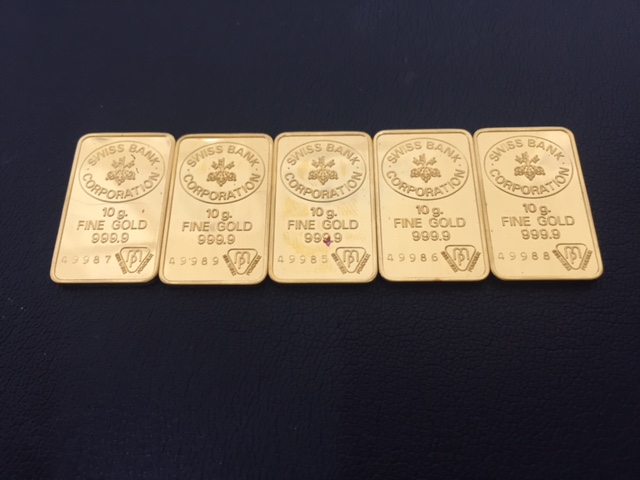 SWISS BANK
CORPORATION
10 g.
FINE GOLD
999.9
49987
SWISS BANK
CORPORATION
10 g.
FINE GOLD
999.9
49989
SWISS BANK
CORPORATION
10 g.
FINE GOLD
999.9
49985
SWISS BANK
CORPORATION
10 g.
FINE GOLD
999.9
49986
SWISS BANK
CORPORATION
10 g.
FINE GOLD
999.9
49988